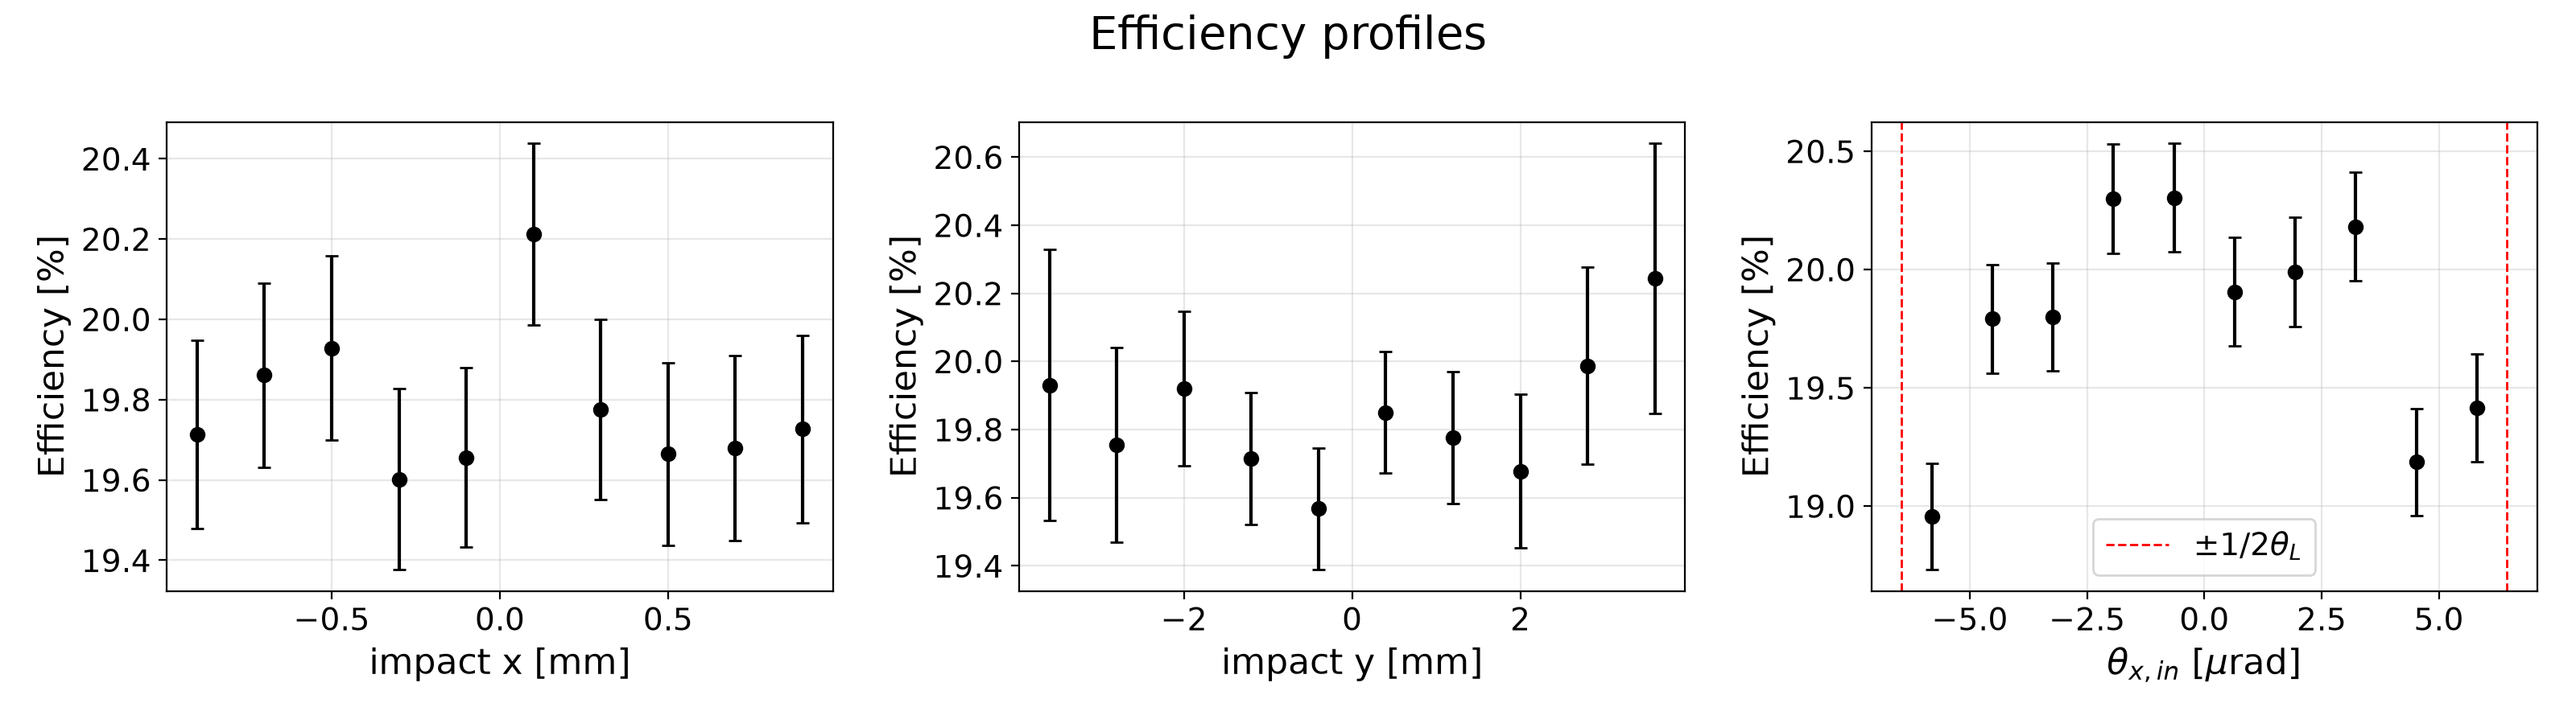 Efficiency profiles
Efficiency [%]
20.4
20.2
20.0
19.8
19.6
19.4
−0.5 0.0 0.5
impact x [mm]
Efficiency [%]
20.6
20.4
20.2
20.0
19.8
19.6
19.4
−2 0 2
impact y [mm]
Efficiency [%]
20.5
20.0
19.5
19.0
±1/2θ_L
−5.0 −2.5 0.0 2.5 5.0
θ_{x, in} [μrad]